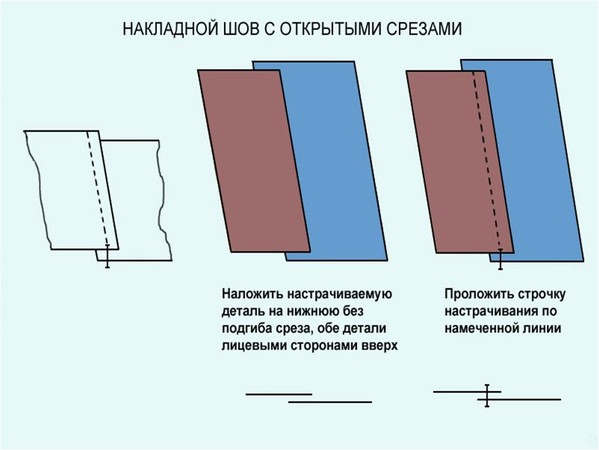 НАКЛАДНОЙ ШОВ С ОТКРЫТЫМИ СРЕЗАМИ
Наложить настрачиваемую
деталь на нижнюю без
подгиба среза, обе детали
лицевыми сторонами вверх
Проложить строчку
настрачивания по
намеченной линии